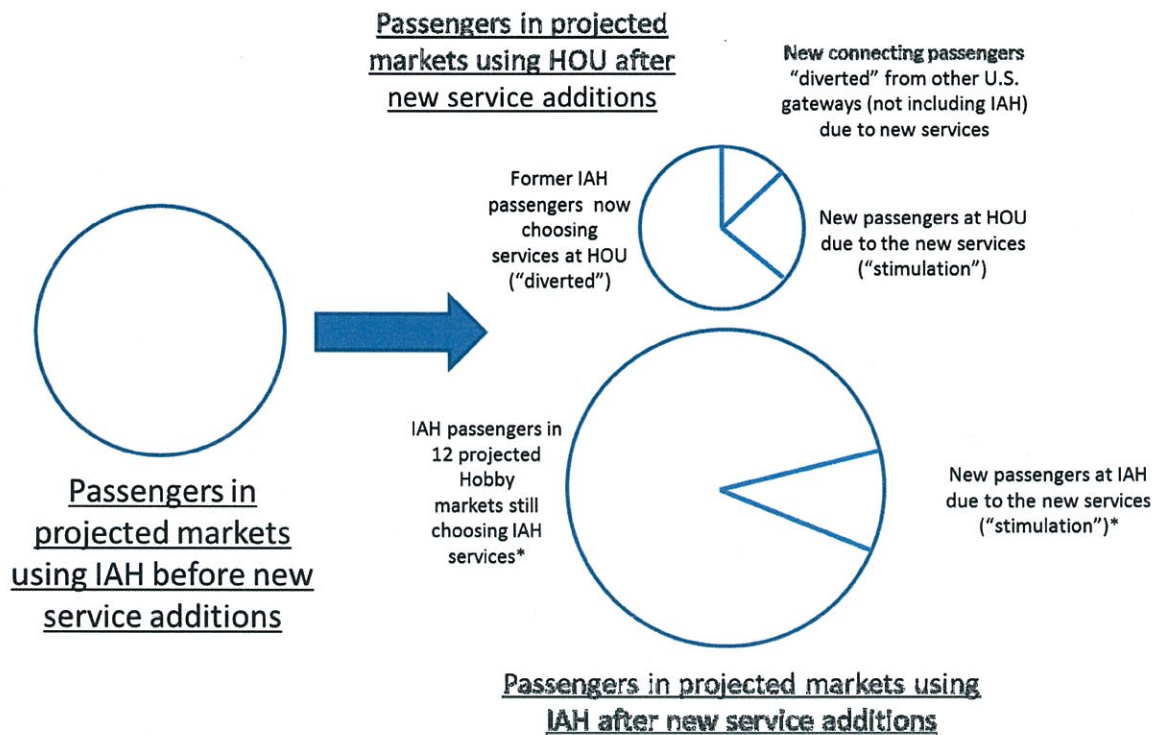 Passengers in projected
markets using HOU after
new service additions
New connecting passengers
“diverted” from other U.S.
gateways (not including IAH)
due to new services
Former IAH
passengers now
choosing
services at HOU
(“diverted”)
New passengers at HOU
due to the new services
(“stimulation”)
Passengers in
projected markets
using IAH before new
service additions
IAH passengers in
12 projected
Hobby
markets still
choosing IAH
services*
New passengers at IAH
due to the new services
(“stimulation”)*
Passengers in projected markets using
IAH after new service additions